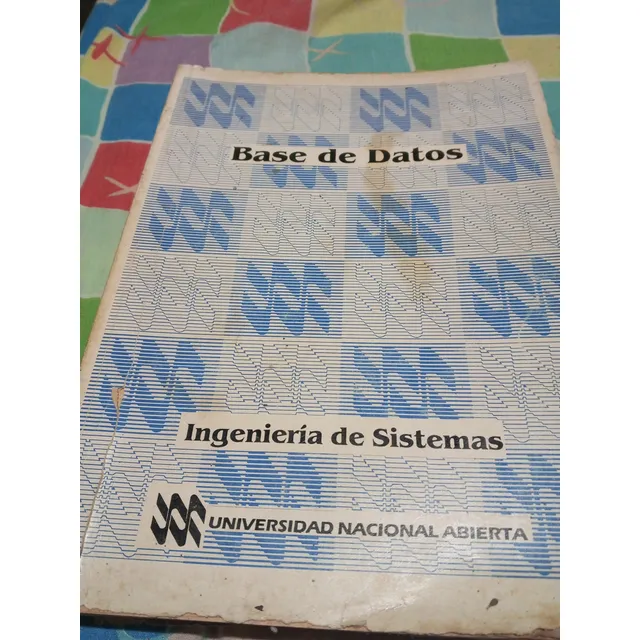 Base de Datos
Ingeniería de Sistemas
UNIVERSIDAD NACIONAL ABIERTA